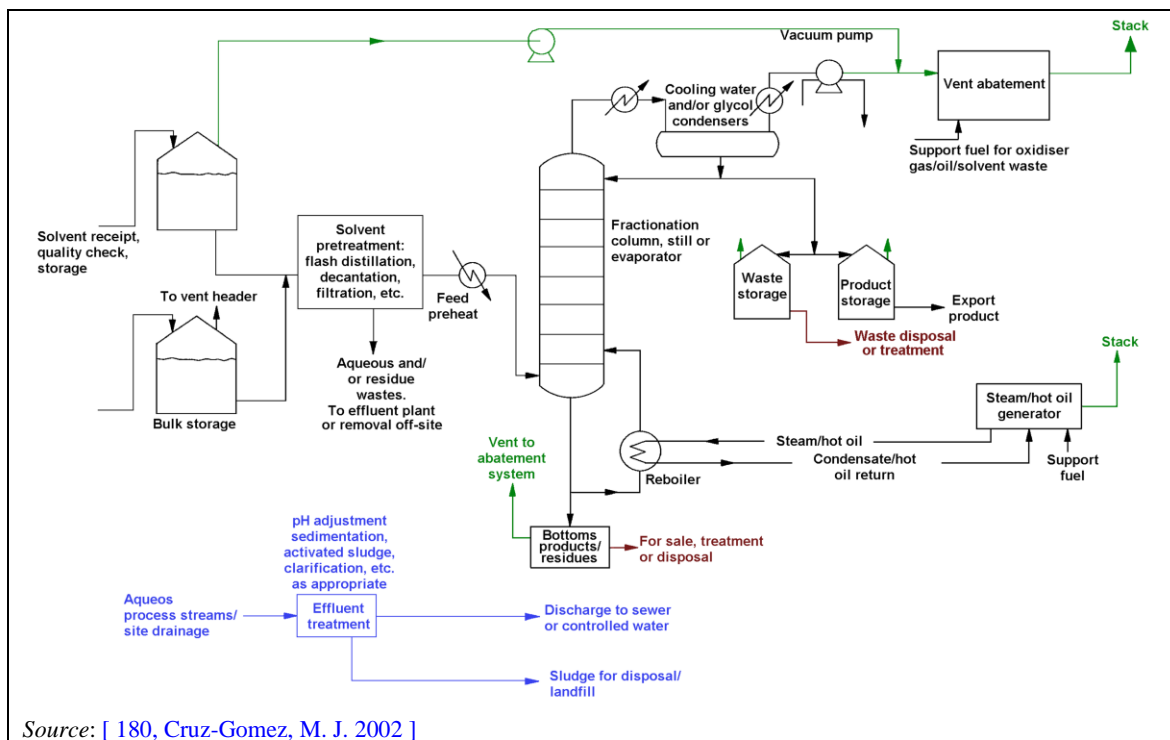 Vacuum pump
Stack
Vent abatement
Cooling water
and/or glycol
condensers
Support fuel for oxidiser
gas/oil/solvent waste
Solvent receipt,
quality check,
storage
Solvent
pretreatment:
flash distillation,
decantation,
filtration, etc.
Fractionation
column, still or
evaporator
Waste
storage
Product
storage
To vent header
Feed
preheat
Export
product
Waste disposal
or treatment
Aqueous and/
or residue
wastes.
To effluent plant
or removal off-site
Bulk storage
Stack
Steam/hot oil
generator
Steam/hot oil
Condensate/hot
oil return
Support
fuel
Vent to
abatement
system
Reboiler
Bottoms
products/
residues
For sale, treatment
or disposal
pH adjustment
sedimentation,
activated sludge,
clarification, etc.
as appropriate
Aqueos
process streams/
site drainage
Effluent
treatment
Discharge to sewer
or controlled water
Sludge for disposal/
landfill
Source: [ 180, Cruz-Gomez, M. J. 2002 ]